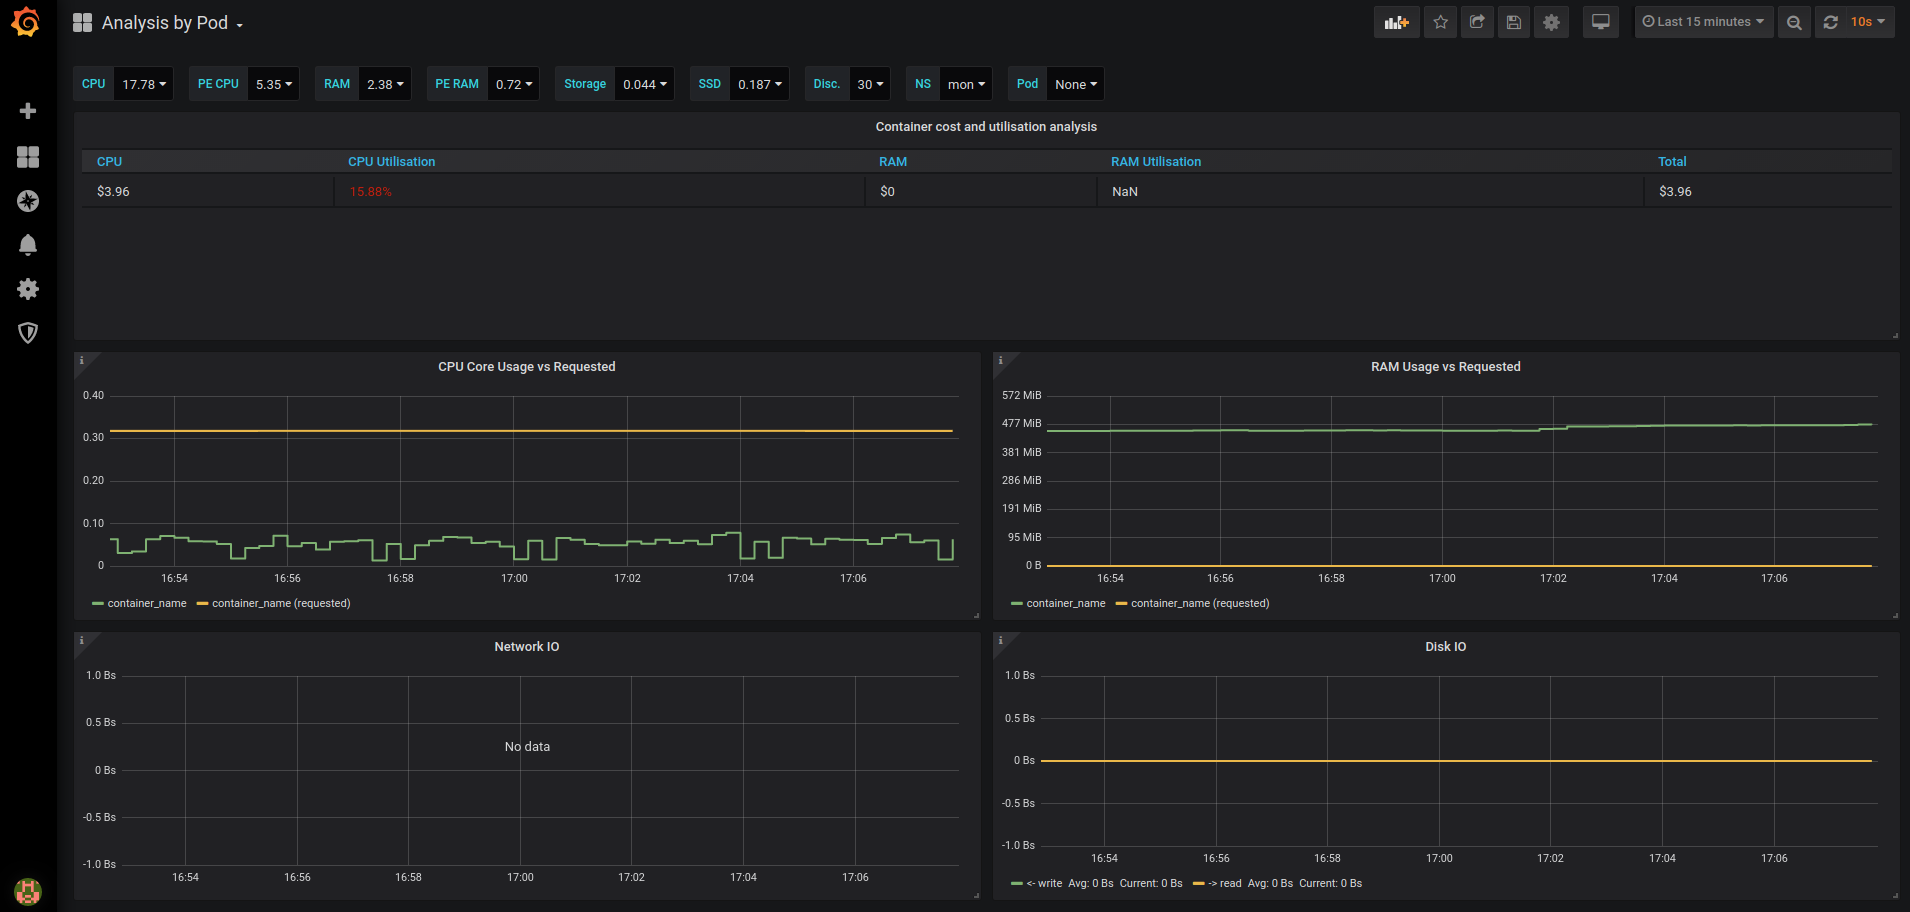 Analysis by Pod
Last 15 minutes 10s
CPU 17.78 PE CPU 5.35 RAM 2.38 PE RAM 0.72 Storage 0.044 SSD 0.187 Disc. 30 NS mon Pod None
Container cost and utilisation analysis
CPU CPU Utilisation RAM RAM Utilisation Total
$3.96 15.88% $0 NaN $3.96
i
CPU Core Usage vs Requested
0.40
0.30
0.20
0.10
0
16:54 16:56 16:58 17:00 17:02 17:04 17:06
container_name container_name (requested)
i
RAM Usage vs Requested
572 MiB
477 MiB
381 MiB
286 MiB
191 MiB
95 MiB
0 B
16:54 16:56 16:58 17:00 17:02 17:04 17:06
container_name container_name (requested)
i
Network IO
1.0 Bs
0.5 Bs
No data
0 Bs
-0.5 Bs
-1.0 Bs
16:54 16:56 16:58 17:00 17:02 17:04 17:06
i
Disk IO
1.0 Bs
0.5 Bs
0 Bs
-0.5 Bs
-1.0 Bs
16:54 16:56 16:58 17:00 17:02 17:04 17:06
<- write Avg: 0 Bs Current: 0 Bs -> read Avg: 0 Bs Current: 0 Bs